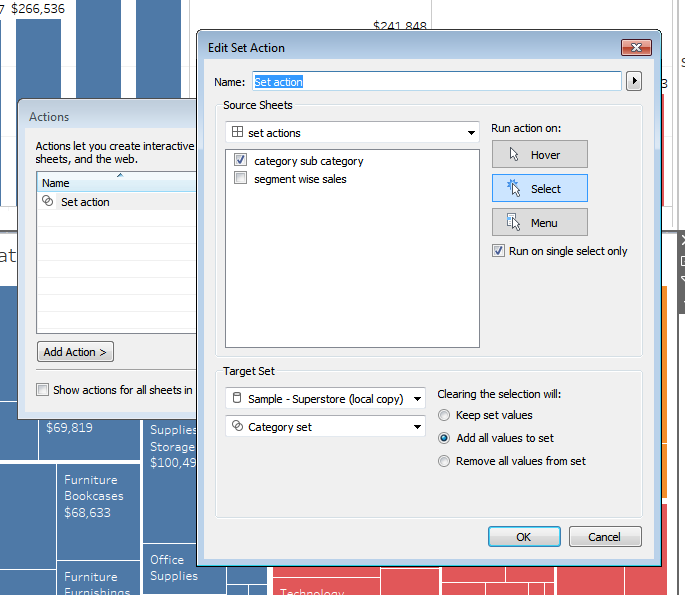 $266,536
$241,848
Edit Set Action
Name: Set action
Actions
Source Sheets
set actions
Run action on:
Actions let you create interactive
sheets, and the web.
category sub category
segment wise sales
Hover
Name
Select
Set action
Menu
Run on single select only
Add Action >
Target Set
Show actions for all sheets in
Sample - Superstore (local copy)
Clearing the selection will:
Keep set values
Category set
Add all values to set
Remove all values from set
$69,819
Supplies
Storage
$100,49
Furniture
Bookcases
$68,633
OK
Cancel
Office
Supplies
Furniture
Furnishings
Technology